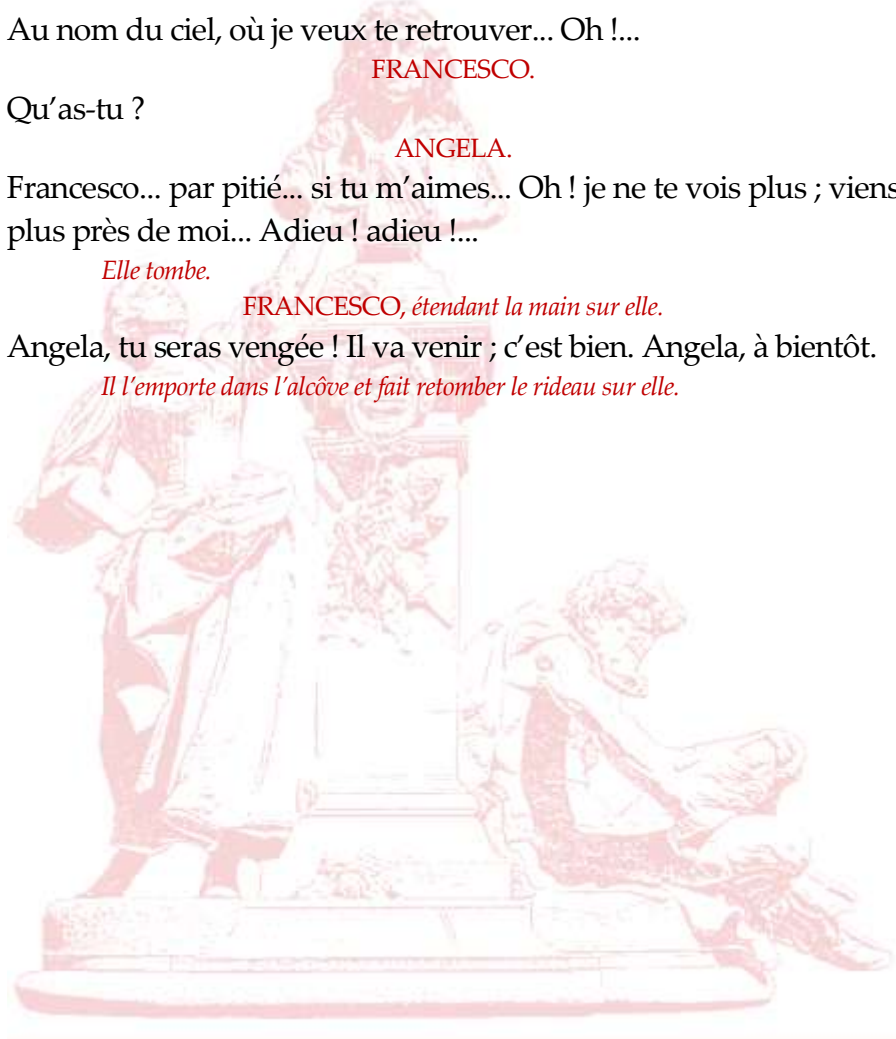 Au nom du ciel, où je veux te retrouver... Oh !...
FRANCESCO.
Qu’as-tu ?
ANGELA.
Francesco... par pitié... si tu m’aimes... Oh ! je ne te vois plus ; viens
plus près de moi... Adieu ! adieu !...
Elle tombe.
FRANCESCO, étendant la main sur elle.
Angela, tu seras vengée ! Il va venir ; c’est bien. Angela, à bientôt.
Il l’emporte dans l’alcôve et fait retomber le rideau sur elle.